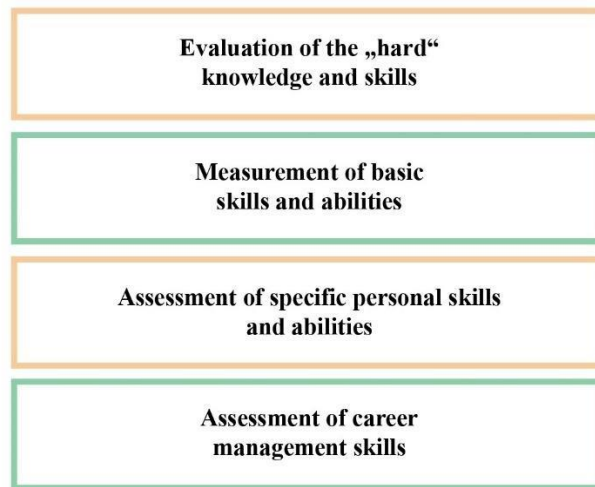 Evaluation of the „hard“
knowledge and skills
Measurement of basic
skills and abilities
Assessment of specific personal skills
and abilities
Assessment of career
management skills